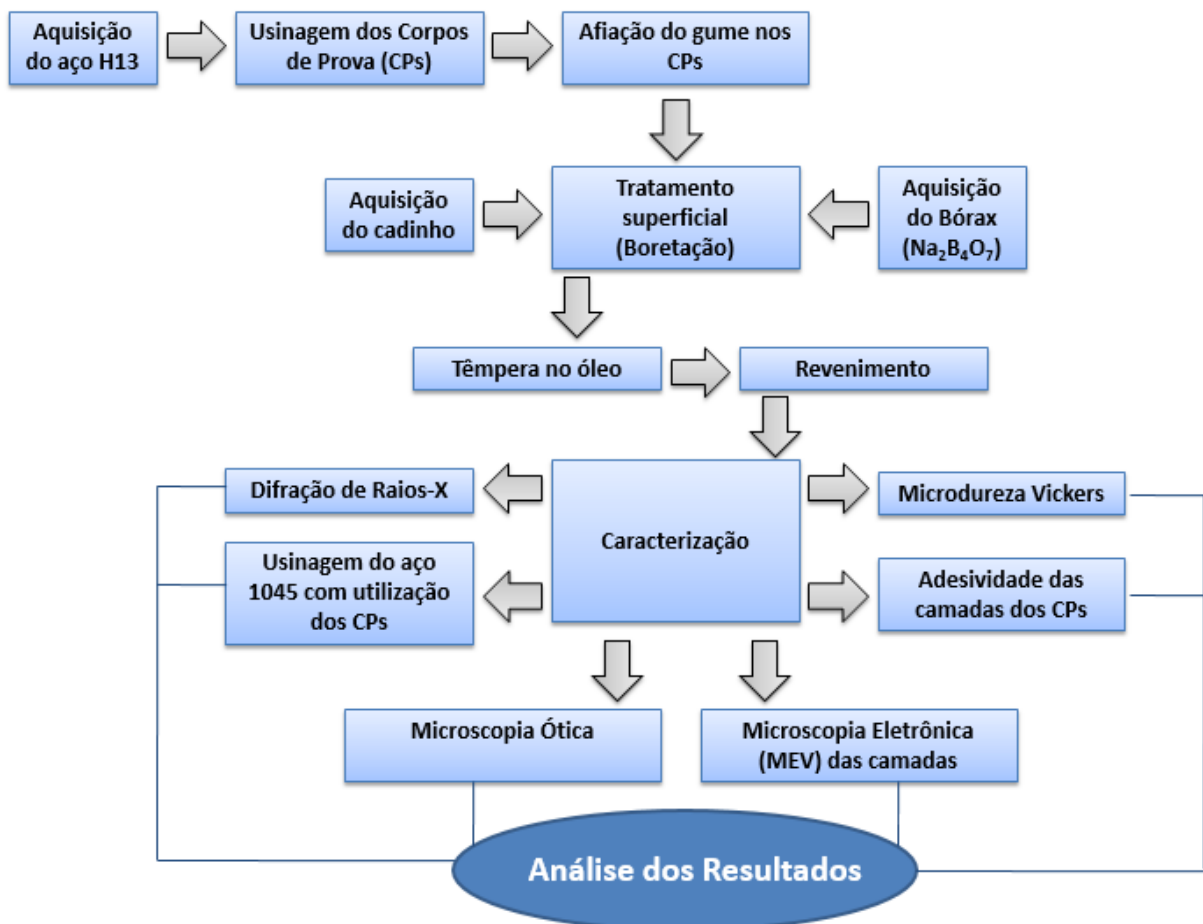 Aquisição
do aço H13
Usinagem dos Corpos
de Prova (CPs)
Afiação do gume nos
CPs
Aquisição
do cadinho
Tratamento
superficial
(Boretação)
Aquisição
do Bórax
(Na₂B₄O₇)
Têmpera no óleo
Revenimento
Difração de Raios-X
Caracterização
Microdureza Vickers
Usinagem do aço
1045 com utilização
dos CPs
Adesividade das
camadas dos CPs
Microscopia Ótica
Microscopia Eletrônica
(MEV) das camadas
Análise dos Resultados